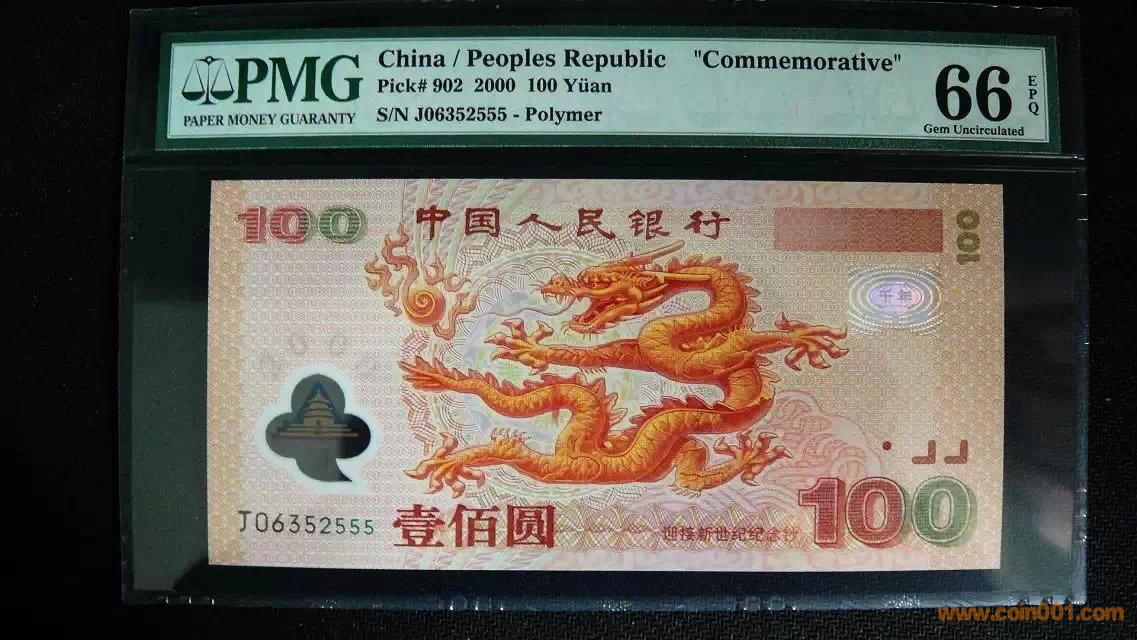 PMG
PAPER MONEY GUARANTY
China / Peoples Republic "Commemorative"
Pick# 902 2000 100 Yüan
S/N J06352555 - Polymer
66
EPQ
Gem Uncirculated
100
中国人民银行
100
千年
J06352555
壹佰圆
迎接新世纪纪念钞
100
www.coin001.com